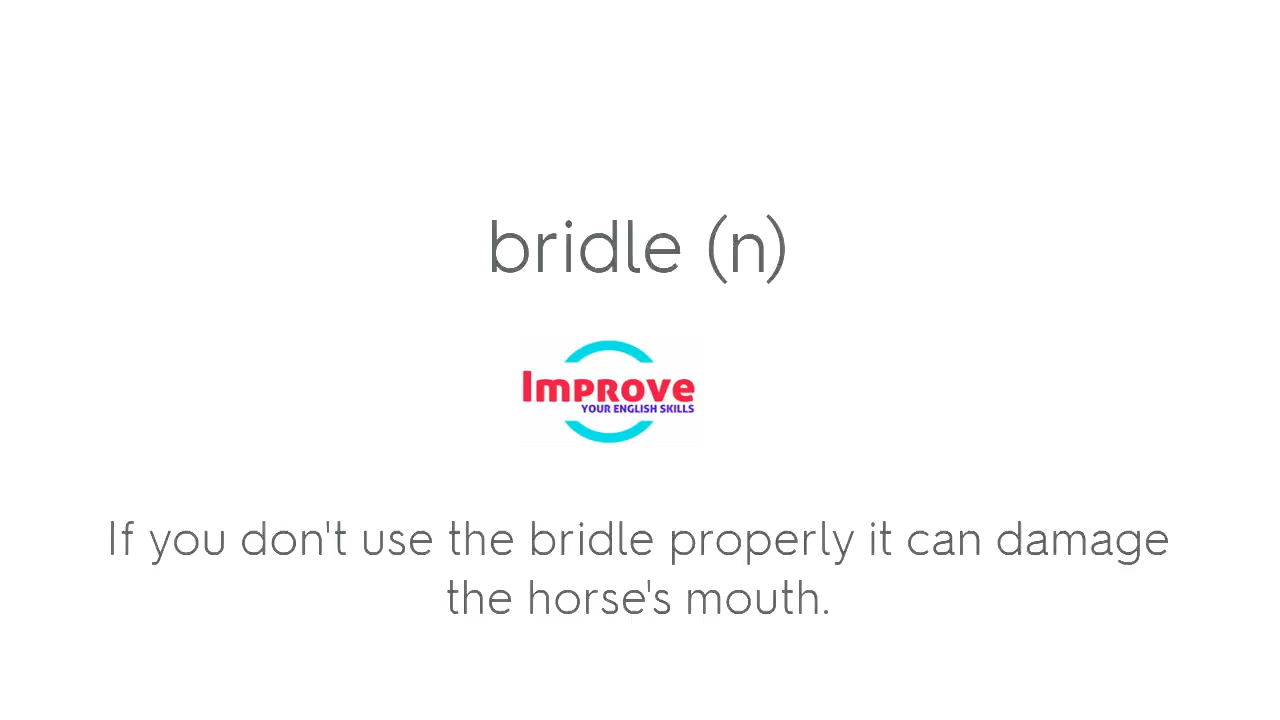 bridle (n)
Improve
YOUR ENGLISH SKILLS
If you don't use the bridle properly it can damage
the horse's mouth.